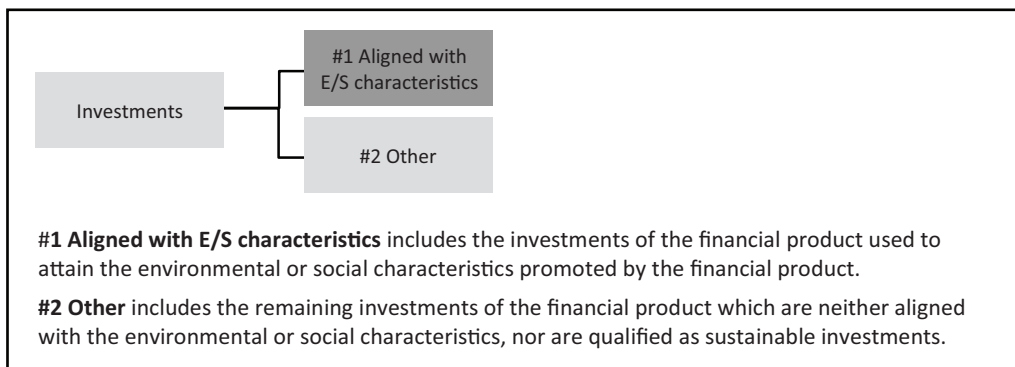 #1 Aligned with
E/S characteristics
Investments
#2 Other
#1 Aligned with E/S characteristics includes the investments of the financial product used to
attain the environmental or social characteristics promoted by the financial product.
#2 Other includes the remaining investments of the financial product which are neither aligned
with the environmental or social characteristics, nor are qualified as sustainable investments.